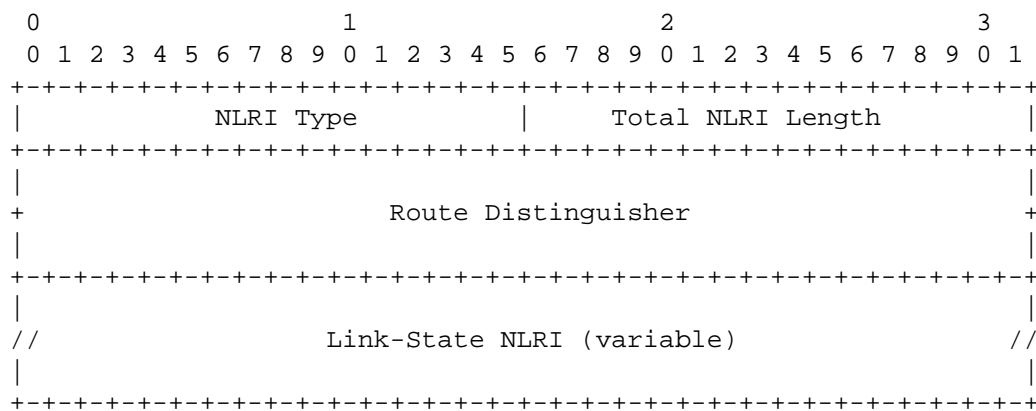 0                   1                   2                   3
 0 1 2 3 4 5 6 7 8 9 0 1 2 3 4 5 6 7 8 9 0 1 2 3 4 5 6 7 8 9 0 1
+-+-+-+-+-+-+-+-+-+-+-+-+-+-+-+-+-+-+-+-+-+-+-+-+-+-+-+-+-+-+-+-+
|            NLRI Type          |     Total NLRI Length         |
+-+-+-+-+-+-+-+-+-+-+-+-+-+-+-+-+-+-+-+-+-+-+-+-+-+-+-+-+-+-+-+-+
|                                                               |
+                       Route Distinguisher                     +
|                                                               |
+-+-+-+-+-+-+-+-+-+-+-+-+-+-+-+-+-+-+-+-+-+-+-+-+-+-+-+-+-+-+-+-+
|                                                               |
//                  Link-State NLRI (variable)                 //
|                                                               |
+-+-+-+-+-+-+-+-+-+-+-+-+-+-+-+-+-+-+-+-+-+-+-+-+-+-+-+-+-+-+-+-+